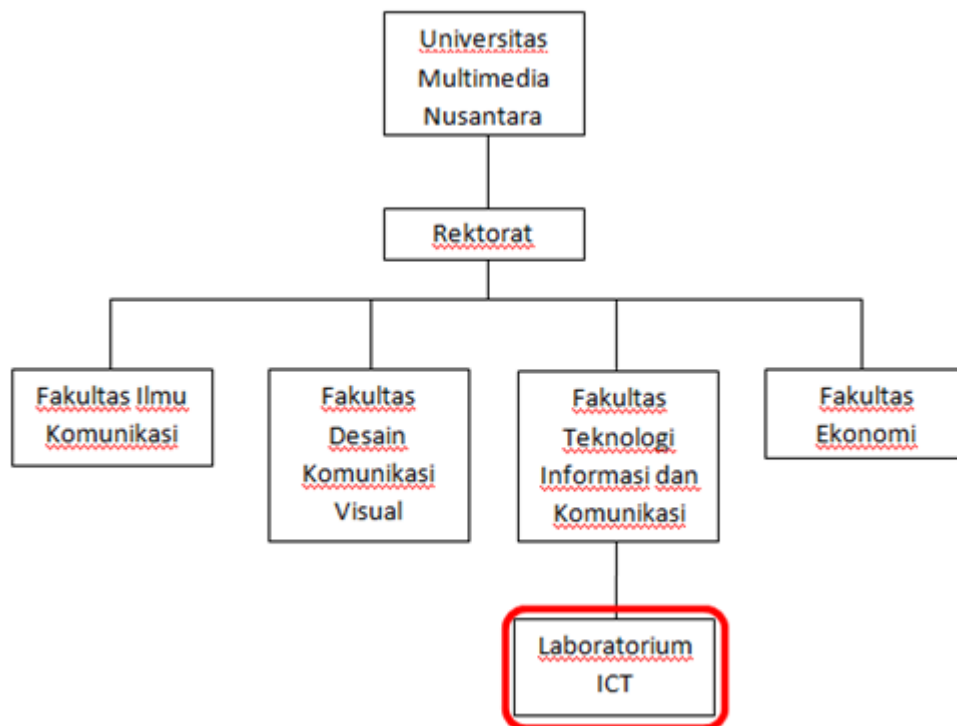 Universitas
Multimedia
Nusantara
Rektorat
Fakultas Ilmu
Komunikasi
Fakultas
Desain
Komunikasi
Visual
Fakultas
Teknologi
Informasi dan
Komunikasi
Fakultas
Ekonomi
Laboratorium
ICT